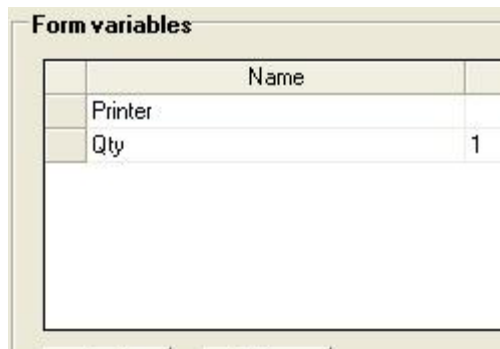 Form variables
Name
Printer
Qty 1